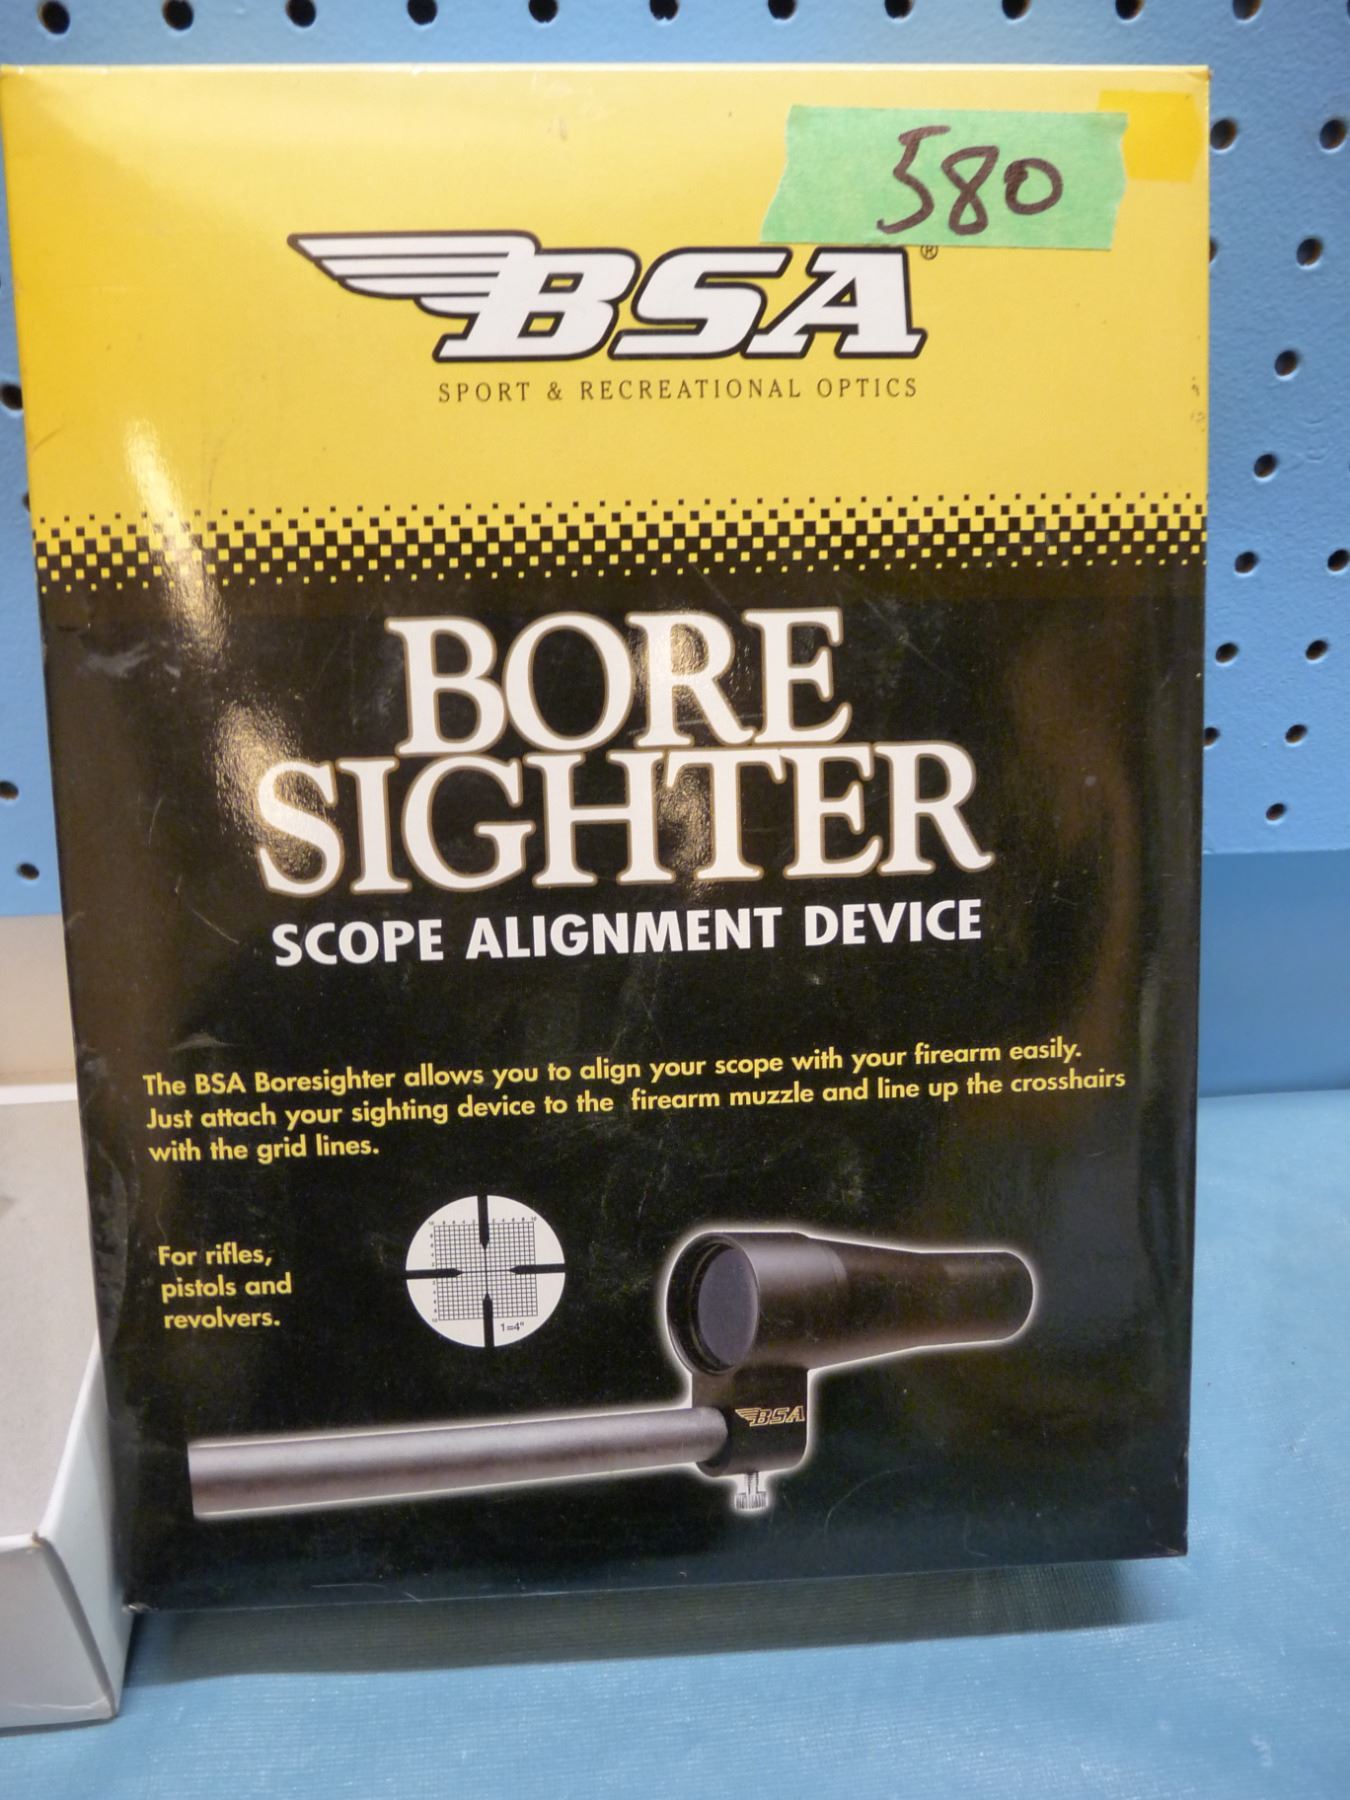 580
BSA®
SPORT & RECREATIONAL OPTICS
BORE
SIGHTER
SCOPE ALIGNMENT DEVICE
The BSA Boresighter allows you to align your scope with your firearm easily.
Just attach your sighting device to the firearm muzzle and line up the crosshairs
with the grid lines.
For rifles,
pistols and
revolvers.
1=4"
BSA